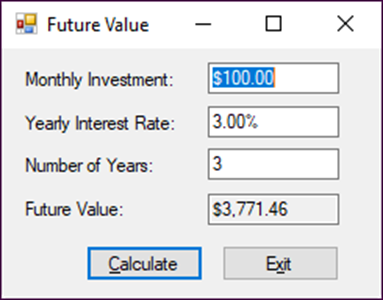 Future Value
Monthly Investment: $100.00
Yearly Interest Rate: 3.00%
Number of Years: 3
Future Value: $3,771.46
Calculate Exit